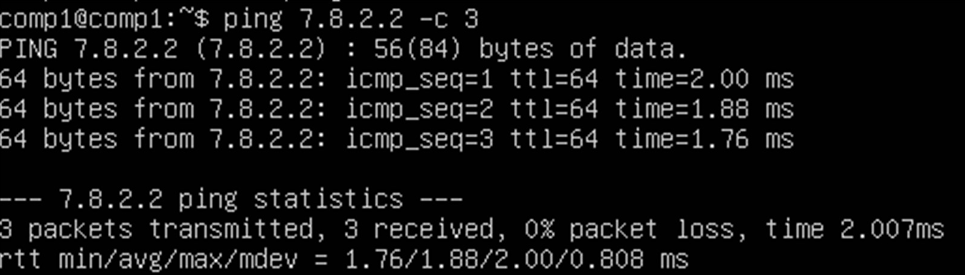 comp1@comp1:~$ ping 7.8.2.2 -c 3
PING 7.8.2.2 (7.8.2.2) : 56(84) bytes of data.
64 bytes from 7.8.2.2: icmp_seq=1 ttl=64 time=2.00 ms
64 bytes from 7.8.2.2: icmp_seq=2 ttl=64 time=1.88 ms
64 bytes from 7.8.2.2: icmp_seq=3 ttl=64 time=1.76 ms
--- 7.8.2.2 ping statistics ---
3 packets transmitted, 3 received, 0% packet loss, time 2.007ms
rtt min/avg/max/mdev = 1.76/1.88/2.00/0.808 ms